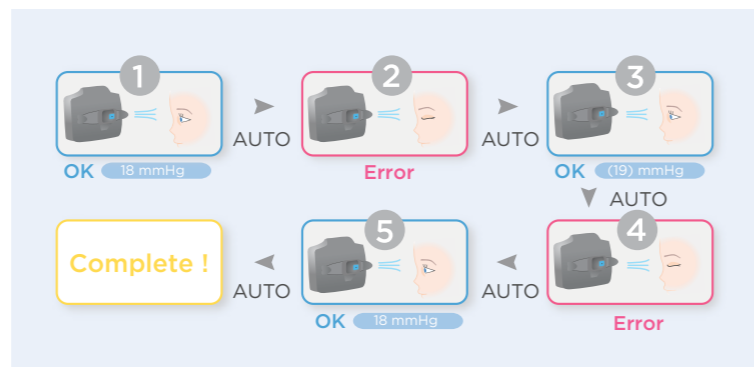 1
AUTO
2
AUTO
3
OK 18 mmHg
Error
OK (19) mmHg
AUTO
4
Error
AUTO
5
OK 18 mmHg
AUTO
Complete !